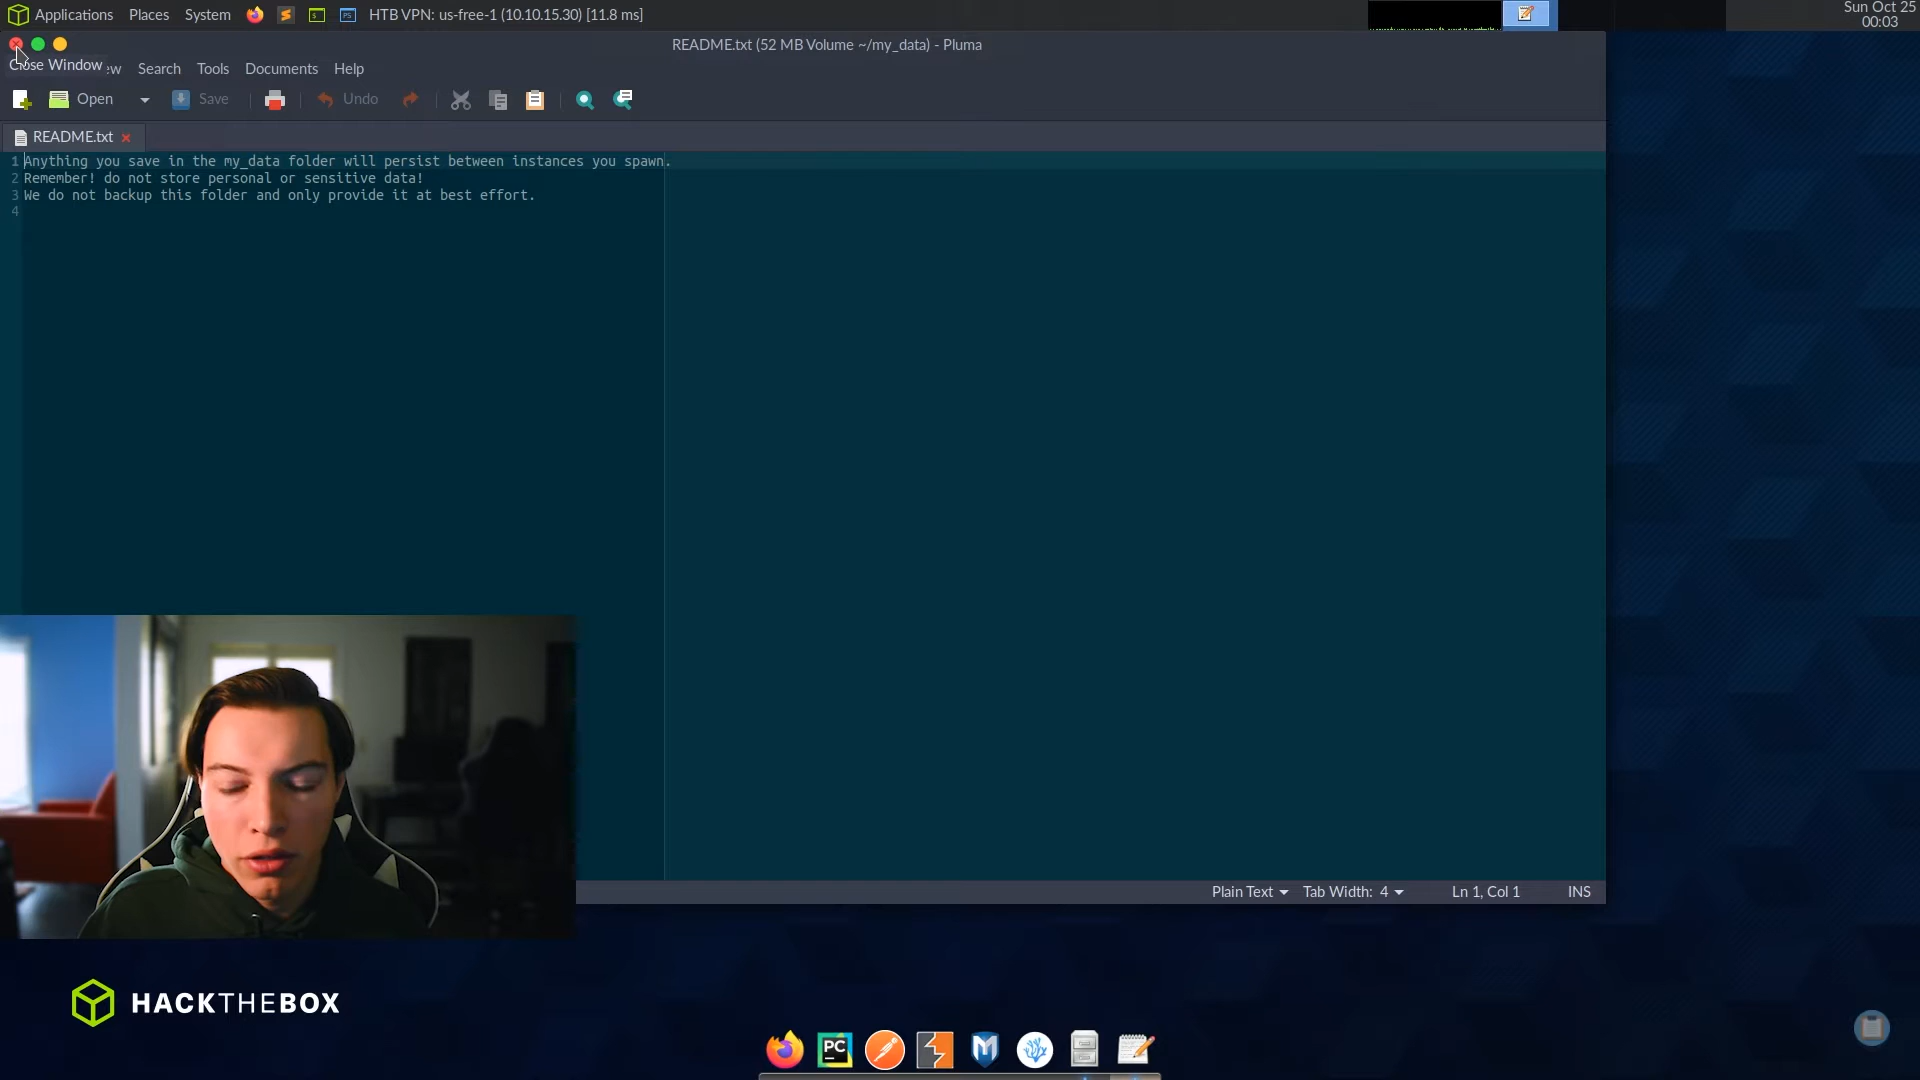 Applications Places System HTB VPN: us-free-1 (10.10.15.30) [11.8 ms] Sun Oct 25
00:03
README.txt (52 MB Volume ~/my_data) - Pluma
Close Window ew Search Tools Documents Help
Open Save Undo
README.txt
1 Anything you save in the my_data folder will persist between instances you spawn.
2 Remember! do not store personal or sensitive data!
3 We do not backup this folder and only provide it at best effort.
4
Plain Text Tab Width: 4 Ln 1, Col 1 INS
HACKTHEBOX
PC